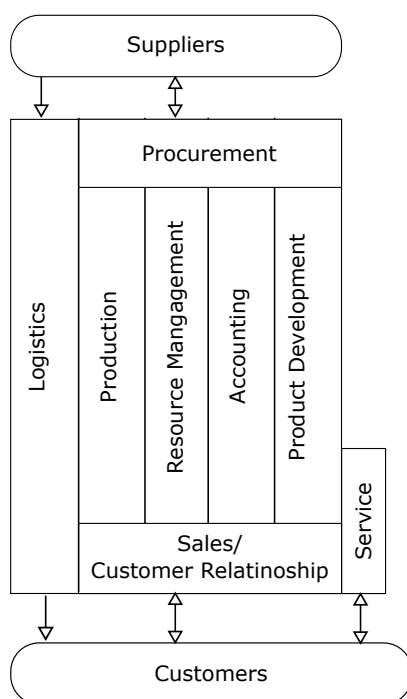 Suppliers
Procurement
Logistics
Production
Resource Mangagement
Accounting
Product Development
Service
Sales/
Customer Relatinoship
Customers